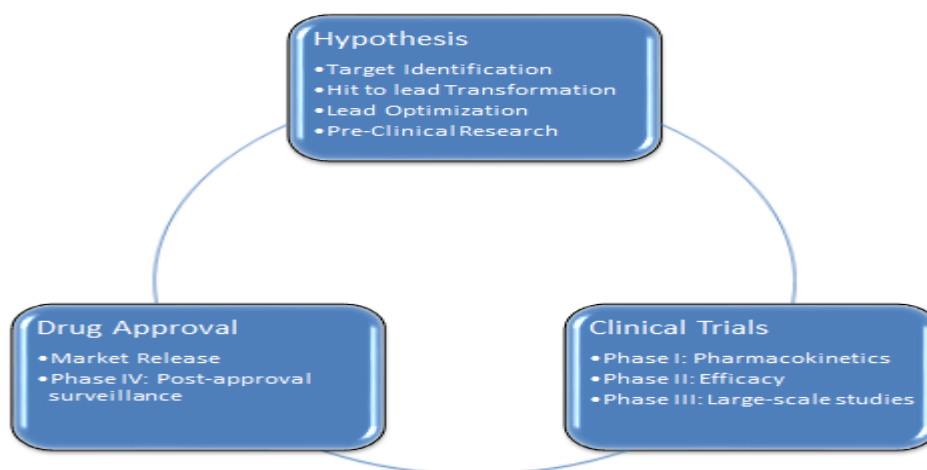 Hypothesis
•Target Identification
•Hit to lead Transformation
•Lead Optimization
•Pre-Clinical Research
Drug Approval
•Market Release
•Phase IV: Post-approval
surveillance
Clinical Trials
•Phase I: Pharmacokinetics
•Phase II: Efficacy
•Phase III: Large-scale studies